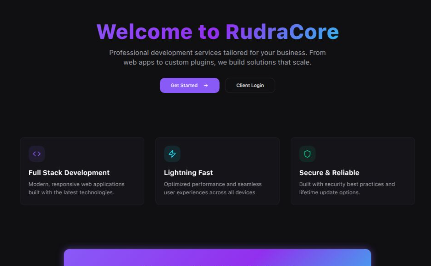 Welcome to RudraCore
Professional development services tailored for your business. From
web apps to custom plugins, we build solutions that scale.
Get Started →
Client Login
Full Stack Development
Modern, responsive web applications
built with the latest technologies.
Lightning Fast
Optimized performance and seamless
user experiences across all devices
Secure & Reliable
Built with security best practices and
lifetime update options.